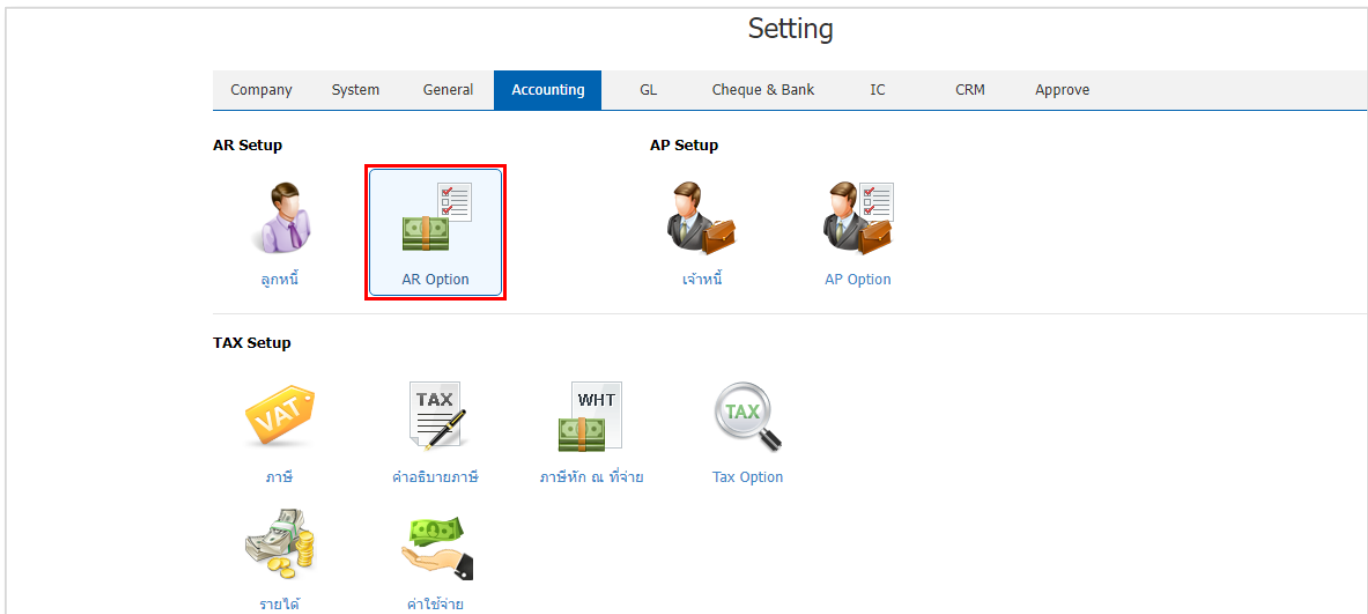 Setting
Company System General Accounting GL Cheque & Bank IC CRM Approve
AR Setup AP Setup
ลูกหนี้ AR Option เจ้าหนี้ AP Option
TAX Setup
VAT TAX WHT TAX
ภาษี คำอธิบายภาษี ภาษีหัก ณ ที่จ่าย Tax Option
รายได้ ค่าใช้จ่าย